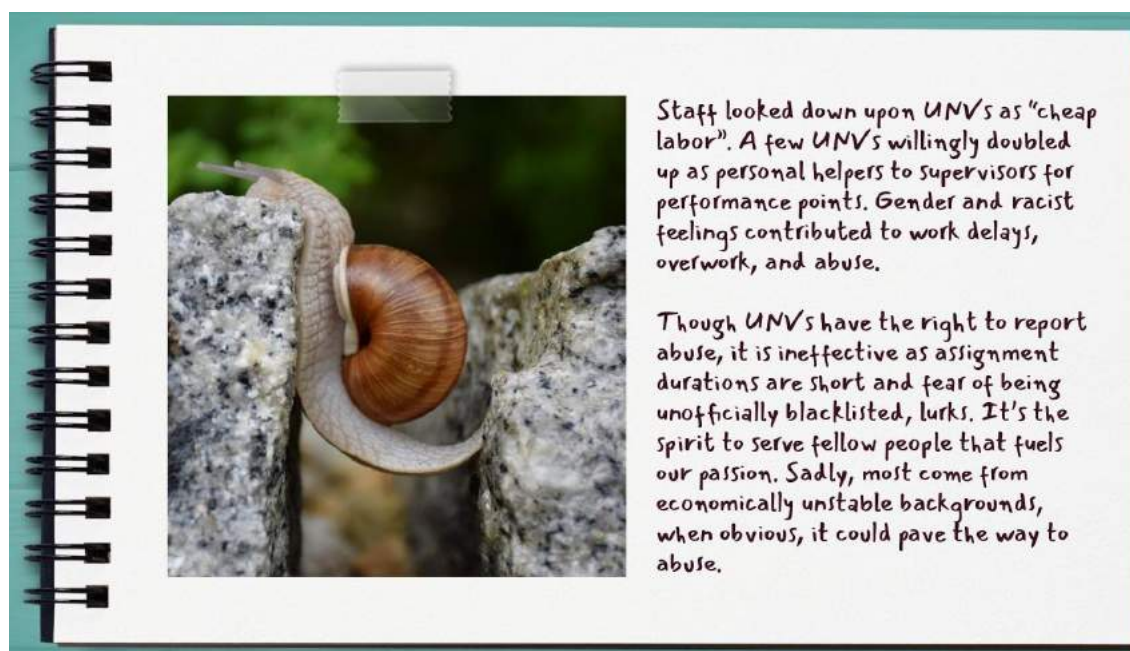 Staff looked down upon UNVs as "cheap
labor". A few UNVs willingly doubled
up as personal helpers to supervisors for
performance points. Gender and racist
feelings contributed to work delays,
overwork, and abuse.
Though UNVs have the right to report
abuse, it is ineffective as assignment
durations are short and fear of being
unofficially blacklisted, lurks. It's the
spirit to serve fellow people that fuels
our passion. Sadly, most come from
economically unstable backgrounds,
when obvious, it could pave the way to
abuse.